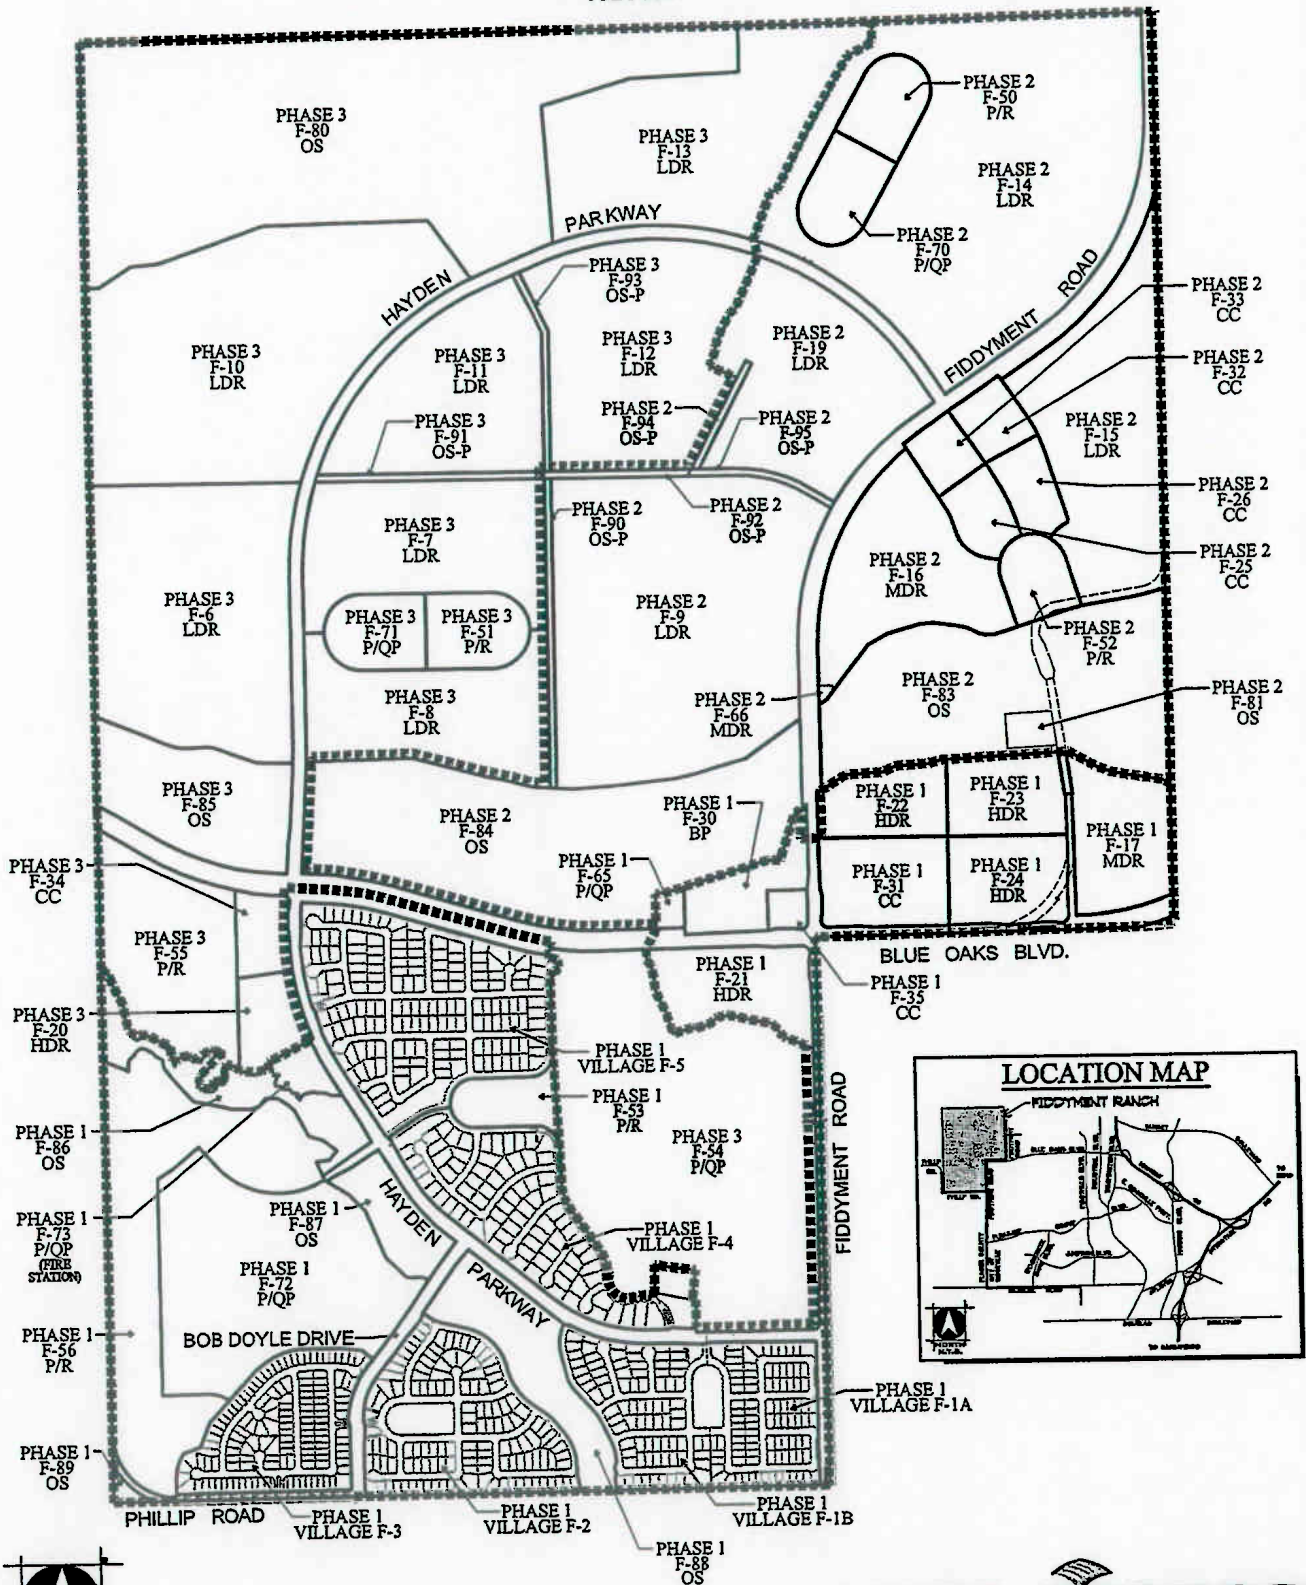 PHASE 3
F-80
OS
PHASE 3
F-13
LDR
PHASE 2
F-50
P/R
PHASE 2
F-14
LDR
PHASE 2
F-70
P/QP
HAYDEN
PARKWAY
FIDDYMENT ROAD
PHASE 3
F-93
OS-P
PHASE 2
F-33
CC
PHASE 3
F-10
LDR
PHASE 3
F-11
LDR
PHASE 3
F-12
LDR
PHASE 2
F-19
LDR
PHASE 2
F-32
CC
PHASE 3
F-91
OS-P
PHASE 2
F-94
OS-P
PHASE 2
F-95
OS-P
PHASE 2
F-15
LDR
PHASE 2
F-26
CC
PHASE 3
F-7
LDR
PHASE 2
F-90
OS-P
PHASE 2
F-92
OS-P
PHASE 2
F-25
CC
PHASE 2
F-16
MDR
PHASE 3
F-6
LDR
PHASE 3
F-71
P/QP
PHASE 3
F-51
P/R
PHASE 2
F-9
LDR
PHASE 2
F-52
P/R
PHASE 3
F-8
LDR
PHASE 2
F-66
MDR
PHASE 2
F-83
OS
PHASE 2
F-81
OS
PHASE 3
F-85
OS
PHASE 2
F-84
OS
PHASE 1
F-30
BP
PHASE 1
F-22
HDR
PHASE 1
F-23
HDR
PHASE 1
F-17
MDR
PHASE 3
F-34
CC
PHASE 1
F-65
P/QP
PHASE 1
F-31
CC
PHASE 1
F-24
HDR
PHASE 3
F-55
P/R
BLUE OAKS BLVD.
PHASE 1
F-21
HDR
PHASE 1
F-35
CC
PHASE 3
F-20
HDR
PHASE 1
VILLAGE F-5
PHASE 1
F-53
P/R
PHASE 3
F-54
P/QP
FIDDYMENT ROAD
PHASE 1
F-86
OS
PHASE 1
F-73
P/QP
(FIRE
STATION)
PHASE 1
F-87
OS
HAYDEN
PARKWAY
PHASE 1
VILLAGE F-4
PHASE 1
F-72
P/QP
PHASE 1
F-56
P/R
BOB DOYLE DRIVE
PHASE 1
VILLAGE F-1A
PHASE 1
F-89
OS
PHILLIP ROAD
PHASE 1
VILLAGE F-3
PHASE 1
VILLAGE F-2
PHASE 1
VILLAGE F-1B
PHASE 1
F-88
OS
LOCATION MAP
FIDDYMENT RANCH
NORTH
N.T.S.